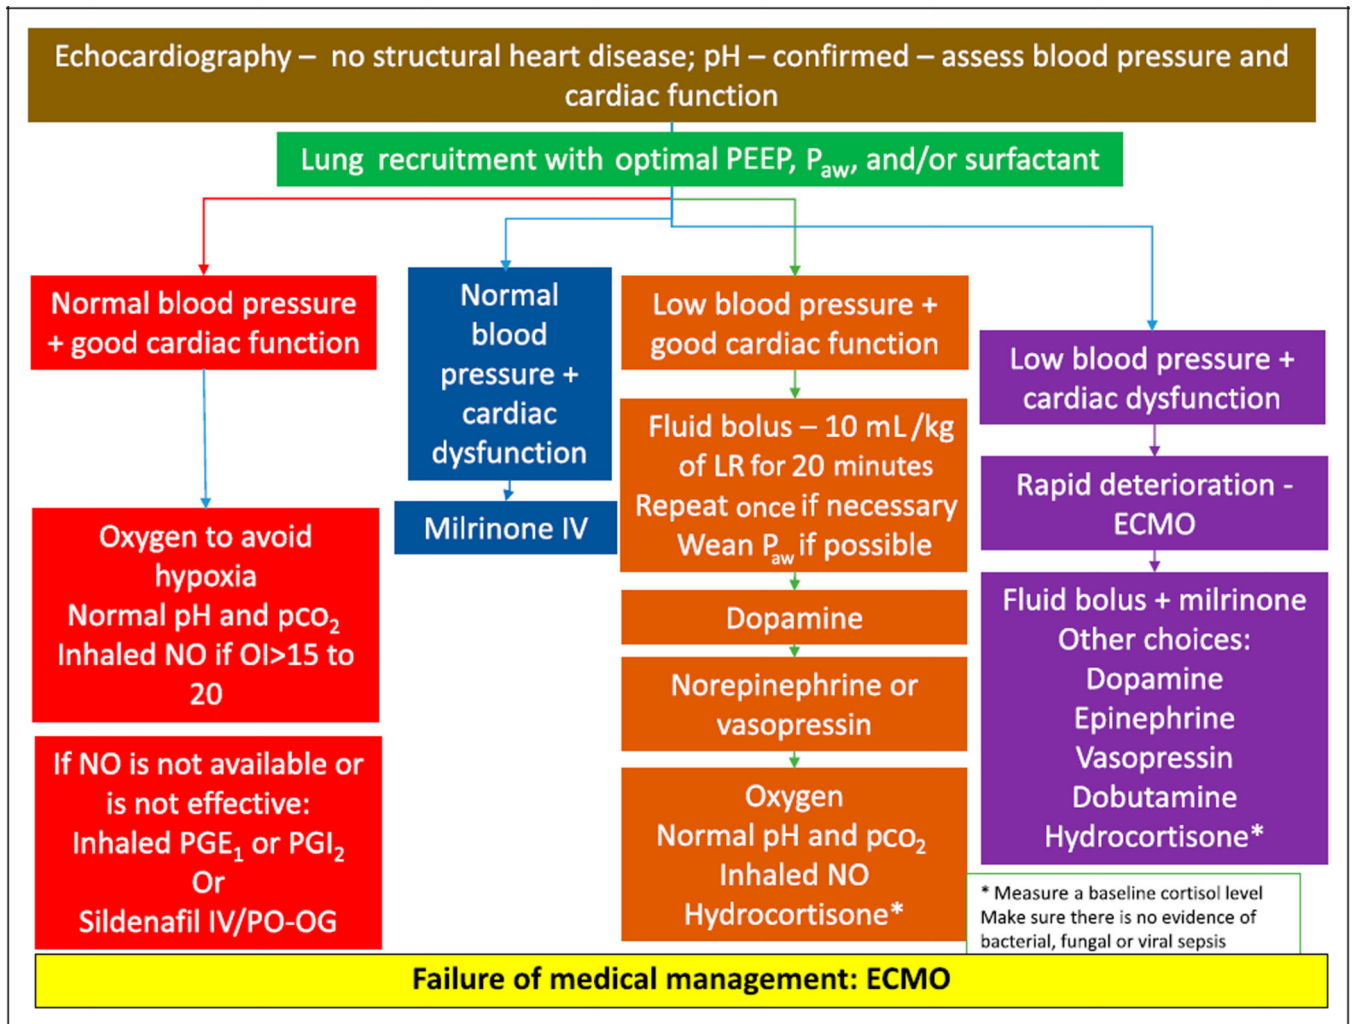 Echocardiography – no structural heart disease; pH – confirmed – assess blood pressure and
cardiac function
Lung recruitment with optimal PEEP, Paw, and/or surfactant
Normal blood pressure
+ good cardiac function
Oxygen to avoid
hypoxia
Normal pH and pco2
Inhaled NO if OI>15 to
20
If NO is not available or
is not effective:
Inhaled PGE1 or PGI2
Or
Sildenafil IV/PO-OG
Normal
blood
pressure +
cardiac
dysfunction
Milrinone IV
Low blood pressure +
good cardiac function
Fluid bolus – 10 mL/kg
of LR for 20 minutes
Repeat once if necessary
Wean Paw if possible
Dopamine
Norepinephrine or
vasopressin
Oxygen
Normal pH and pco2
Inhaled NO
Hydrocortisone*
Low blood pressure +
cardiac dysfunction
Rapid deterioration -
ECMO
Fluid bolus + milrinone
Other choices:
Dopamine
Epinephrine
Vasopressin
Dobutamine
Hydrocortisone*
* Measure a baseline cortisol level
Make sure there is no evidence of
bacterial, fungal or viral sepsis
Failure of medical management: ECMO